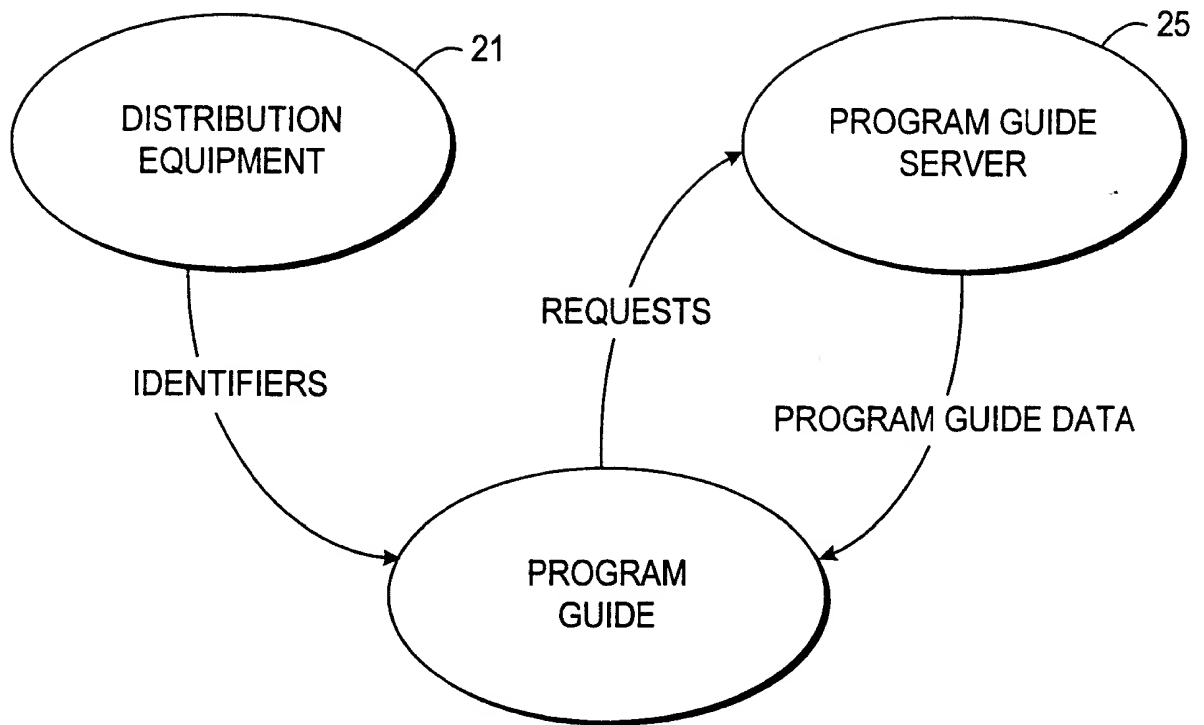 21
25
DISTRIBUTION
EQUIPMENT
PROGRAM GUIDE
SERVER
REQUESTS
IDENTIFIERS
PROGRAM GUIDE DATA
PROGRAM
GUIDE